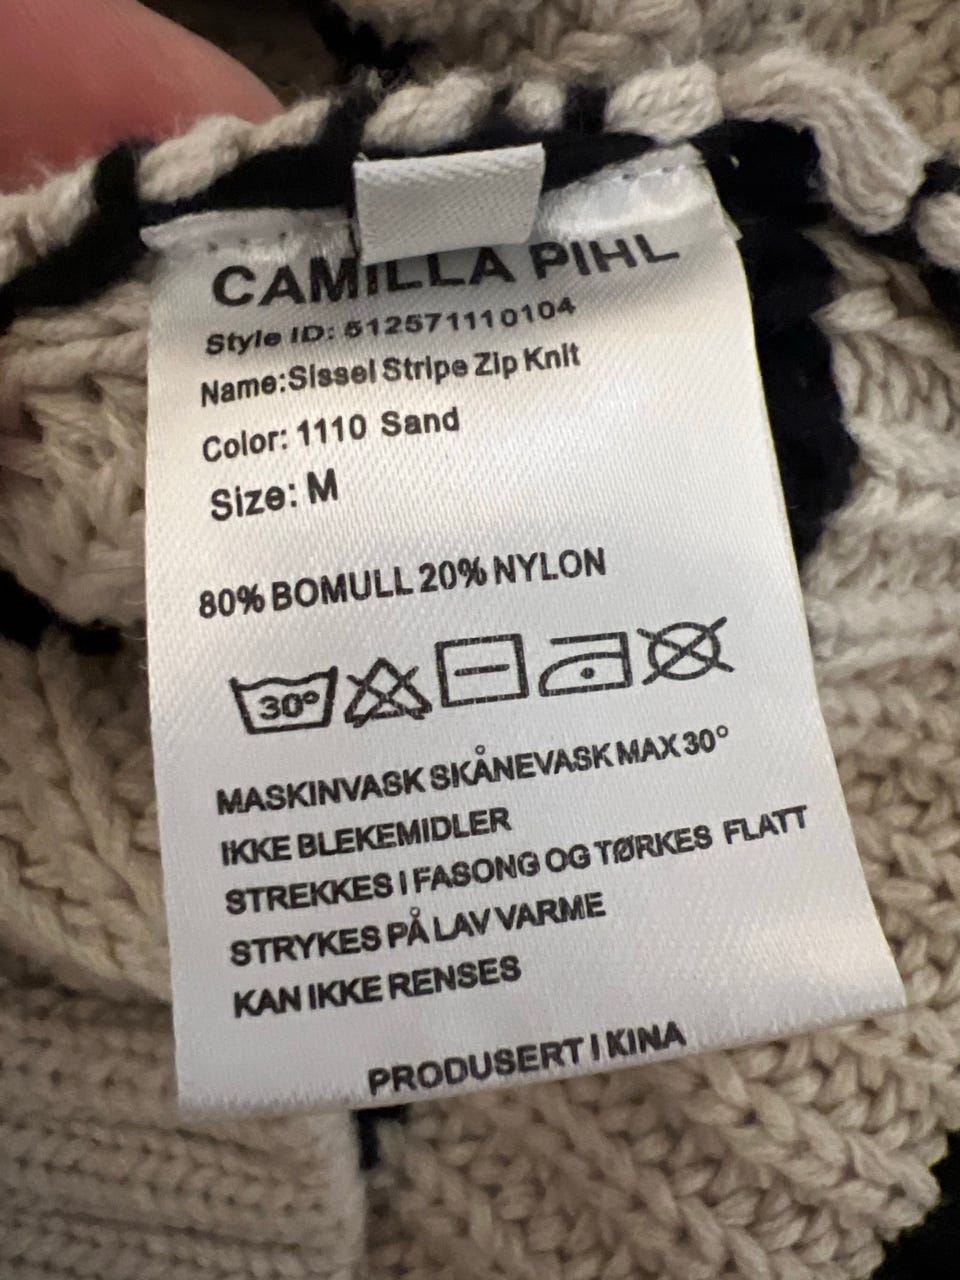 CAMILLA PIHL
Style ID: 512571110104
Name:Sissel Stripe Zip Knit
Color: 1110 Sand
Size: M
80% BOMULL 20% NYLON
30°
MASKINVASK SKÅNEVASK MAX 30°
IKKE BLEKEMIDLER
STREKKES I FASONG OG TØRKES FLATT
STRYKES PÅ LAV VARME
KAN IKKE RENSES
PRODUSERT I KINA